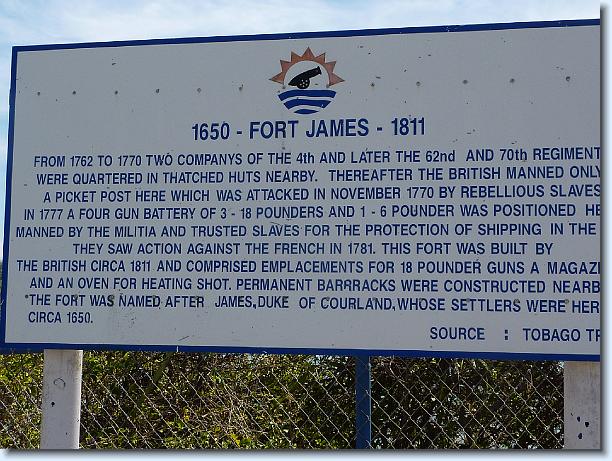 1650 - FORT JAMES - 1811
FROM 1762 TO 1770 TWO COMPANYS OF THE 4th AND LATER THE 62nd AND 70th REGIMENT
WERE QUARTERED IN THATCHED HUTS NEARBY. THEREAFTER THE BRITISH MANNED ONLY
A PICKET POST HERE WHICH WAS ATTACKED IN NOVEMBER 1770 BY REBELLIOUS SLAVES
IN 1777 A FOUR GUN BATTERY OF 3 - 18 POUNDERS AND 1 - 6 POUNDER WAS POSITIONED HE
MANNED BY THE MILITIA AND TRUSTED SLAVES FOR THE PROTECTION OF SHIPPING IN THE
THEY SAW ACTION AGAINST THE FRENCH IN 1781. THIS FORT WAS BUILT BY
THE BRITISH CIRCA 1811 AND COMPRISED EMPLACEMENTS FOR 18 POUNDER GUNS A MAGAZI
AND AN OVEN FOR HEATING SHOT. PERMANENT BARRACKS WERE CONSTRUCTED NEARB
THE FORT WAS NAMED AFTER JAMES,DUKE OF COURLAND,WHOSE SETTLERS WERE HER
CIRCA 1650.
SOURCE : TOBAGO TR